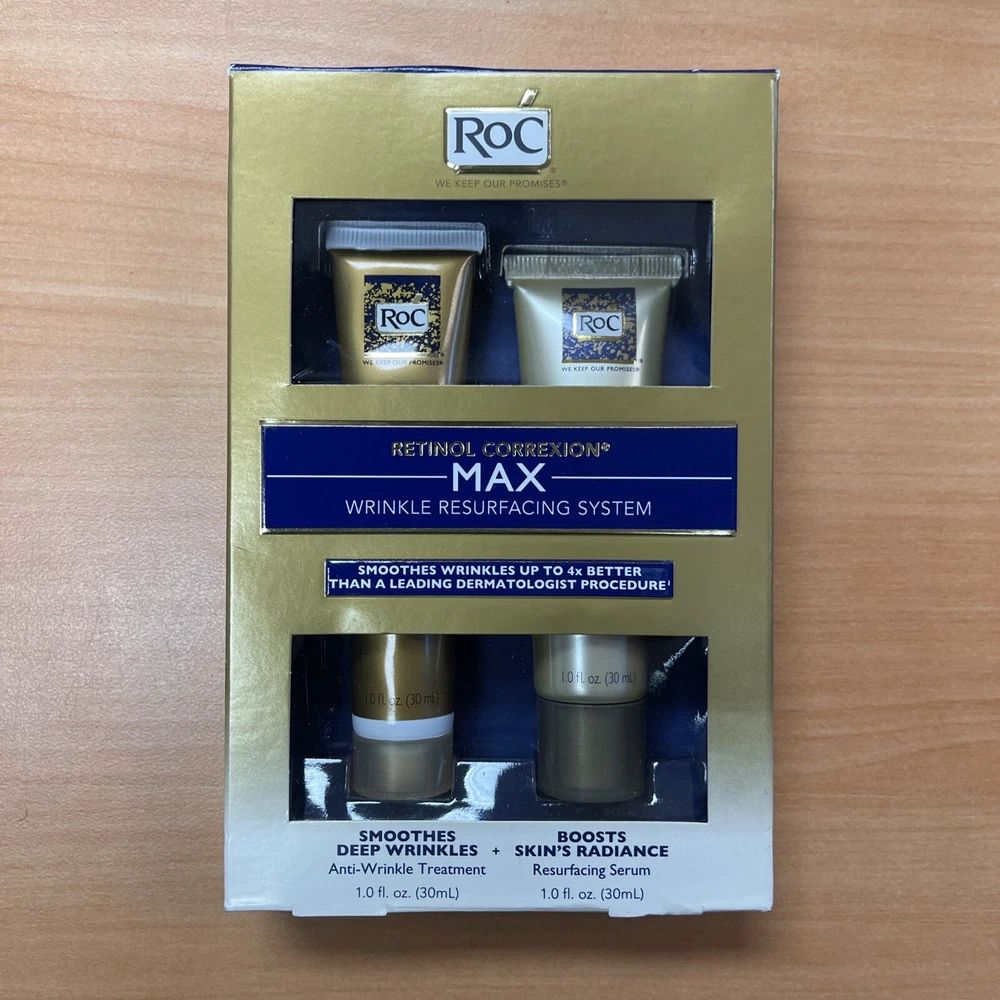 RoC
®
WE KEEP OUR PROMISES®
RoC
®
WE KEEP OUR PROMISES®
RoC
®
WE KEEP OUR PROMISES®
RETINOL CORREXION®
MAX
WRINKLE RESURFACING SYSTEM
SMOOTHES WRINKLES UP TO 4x BETTER
THAN A LEADING DERMATOLOGIST PROCEDURE¹
1.0 fl. oz. (30 mL)
1.0 fl. oz. (30 mL)
SMOOTHES
DEEP WRINKLES
Anti-Wrinkle Treatment
1.0 fl. oz. (30mL)
+
BOOSTS
SKIN'S RADIANCE
Resurfacing Serum
1.0 fl. oz. (30mL)